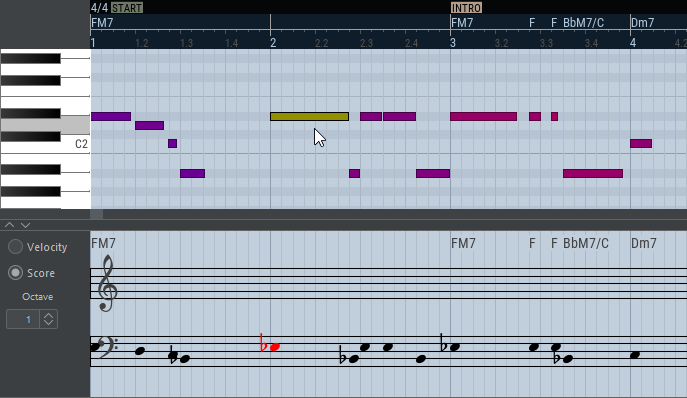 4/4 START INTRO
FM7 FM7 F F BbM7/C Dm7
1 1.2 1.3 1.4 2 2.2 2.3 2.4 3 3.3 3.4 4 4.2
C2
Velocity
Score
Octave
1
FM7 FM7 F F BbM7/C Dm7